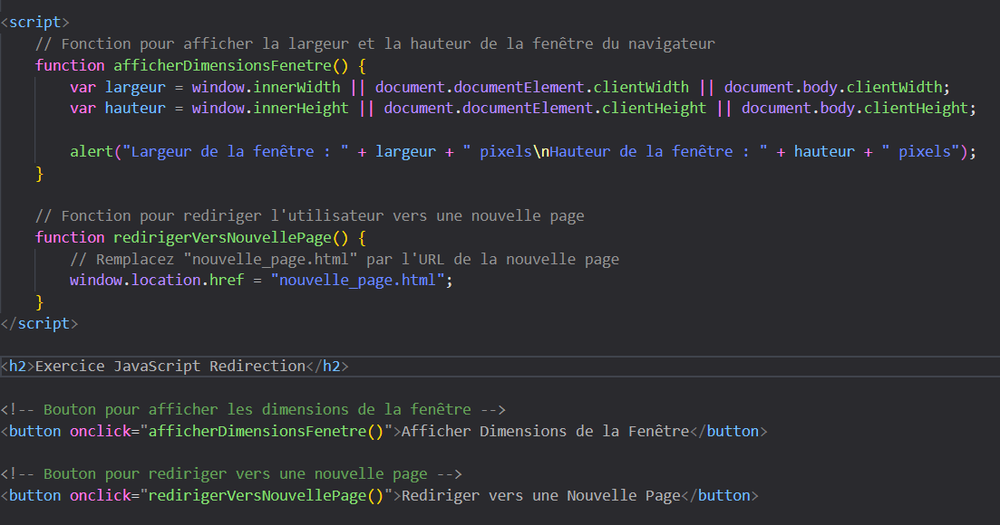 <script>
// Fonction pour afficher la largeur et la hauteur de la fenêtre du navigateur
function afficherDimensionsFenetre() {
var largeur = window.innerWidth || document.documentElement.clientWidth || document.body.clientWidth;
var hauteur = window.innerHeight || document.documentElement.clientHeight || document.body.clientHeight;
alert("Largeur de la fenêtre : " + largeur + " pixels\nHauteur de la fenêtre : " + hauteur + " pixels");
}
// Fonction pour rediriger l'utilisateur vers une nouvelle page
function redirigerVersNouvellePage() {
// Remplacez "nouvelle_page.html" par l'URL de la nouvelle page
window.location.href = "nouvelle_page.html";
}
</script>
<h2>Exercice JavaScript Redirection</h2>
<!-- Bouton pour afficher les dimensions de la fenêtre -->
<button onclick="afficherDimensionsFenetre()">Afficher Dimensions de la Fenêtre</button>
<!-- Bouton pour rediriger vers une nouvelle page -->
<button onclick="redirigerVersNouvellePage()">Rediriger vers une Nouvelle Page</button>